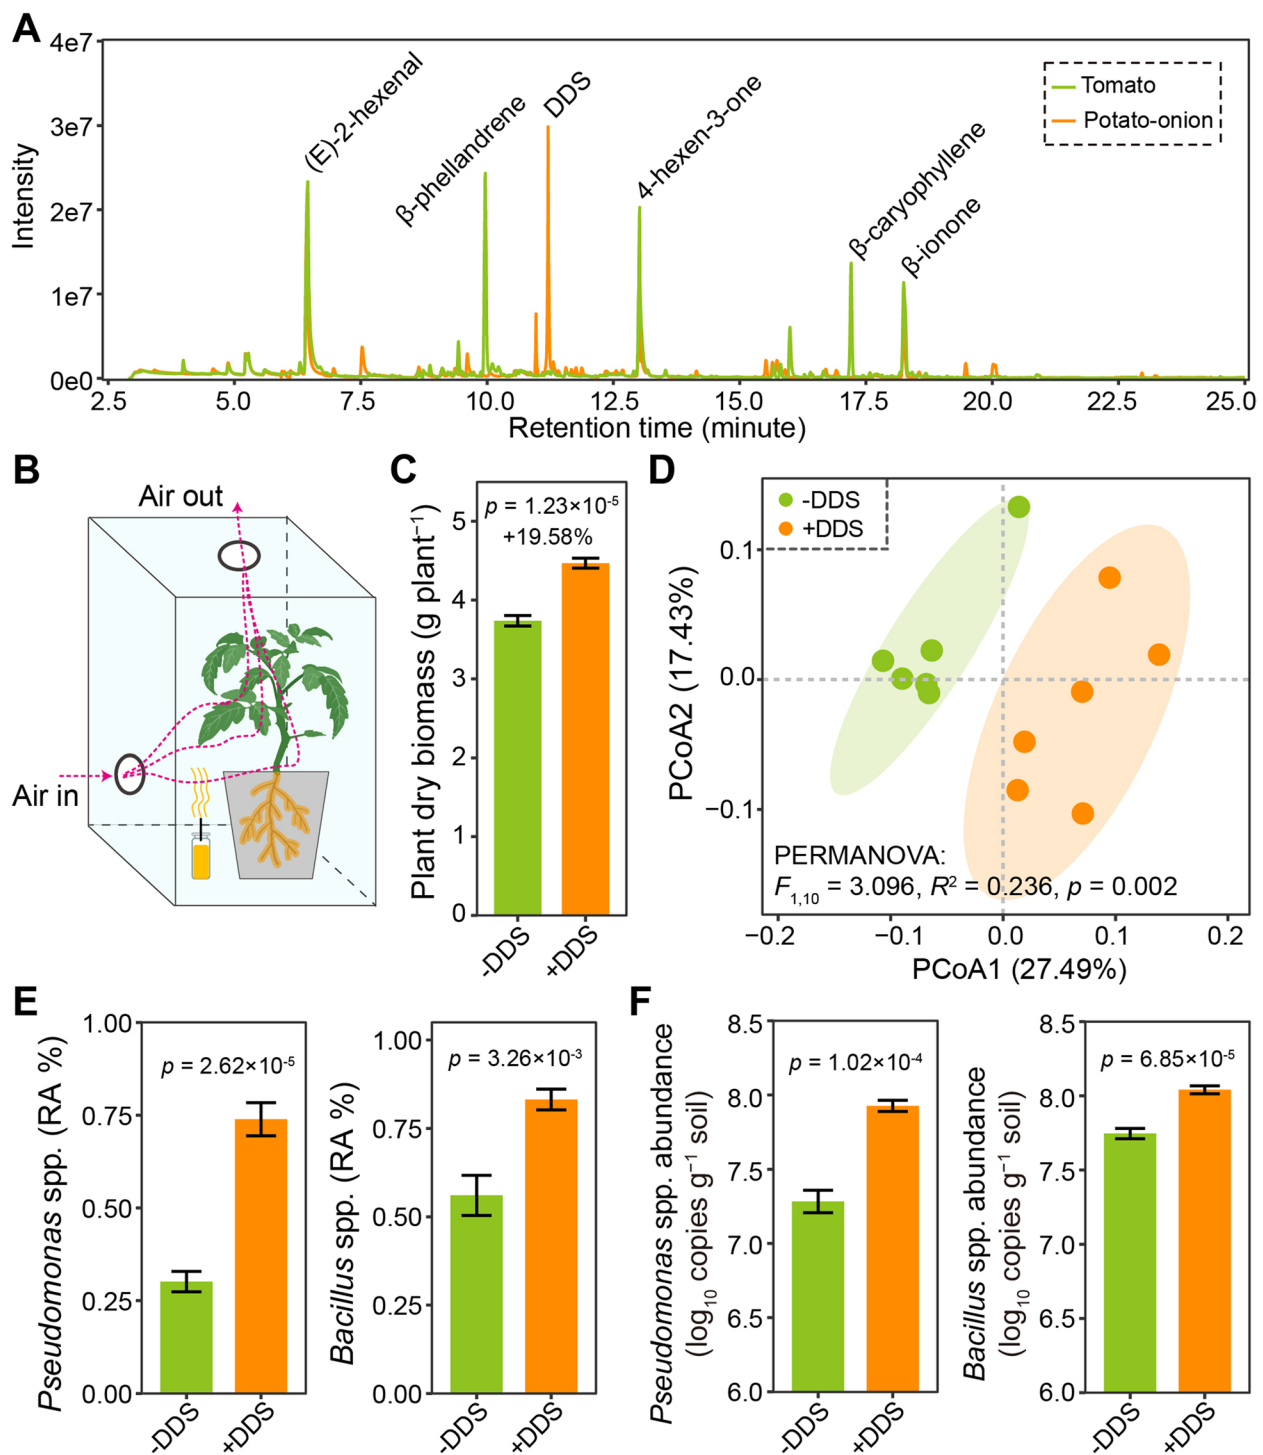 A
4e7
3e7
2e7
1e7
0e0
Intensity
(E)-2-hexenal
β-phellandrene
DDS
4-hexen-3-one
β-caryophyllene
β-ionone
Tomato
Potato-onion
2.5 5.0 7.5 10.0 12.5 15.0 17.5 20.0 22.5 25.0
Retention time (minute)
B
Air out
Air in
C
p = 1.23×10⁻⁵
+19.58%
Plant dry biomass (g plant⁻¹)
5
4
3
2
1
0
-DDS
+DDS
D
-DDS
+DDS
PCoA2 (17.43%)
0.1
0.0
−0.1
PERMANOVA:
F₁,₁₀ = 3.096, R² = 0.236, p = 0.002
−0.2 −0.1 0.0 0.1 0.2
PCoA1 (27.49%)
E
Pseudomonas spp. (RA %)
1.00
0.75
0.50
0.25
0.00
p = 2.62×10⁻⁵
-DDS
+DDS
Bacillus spp. (RA %)
1.00
0.75
0.50
0.25
0.00
p = 3.26×10⁻³
-DDS
+DDS
F
Pseudomonas spp. abundance
(log₁₀ copies g⁻¹ soil)
8.5
8.0
7.5
7.0
6.5
6.0
p = 1.02×10⁻⁴
-DDS
+DDS
Bacillus spp. abundance
(log₁₀ copies g⁻¹ soil)
8.5
8.0
7.5
7.0
6.5
6.0
p = 6.85×10⁻⁵
-DDS
+DDS